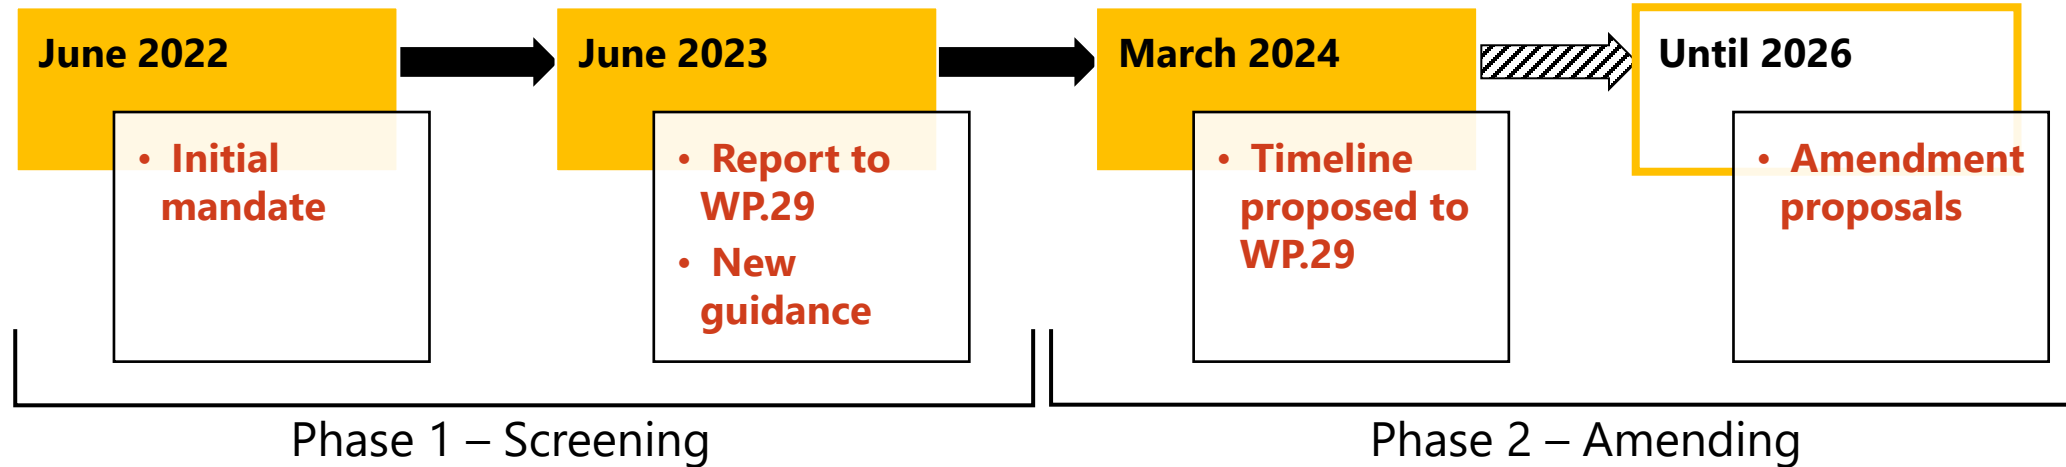 June 2022
• Initial
mandate
June 2023
• Report to
WP.29
• New
guidance
March 2024
• Timeline
proposed to
WP.29
Until 2026
• Amendment
proposals
Phase 1 – Screening
Phase 2 – Amending